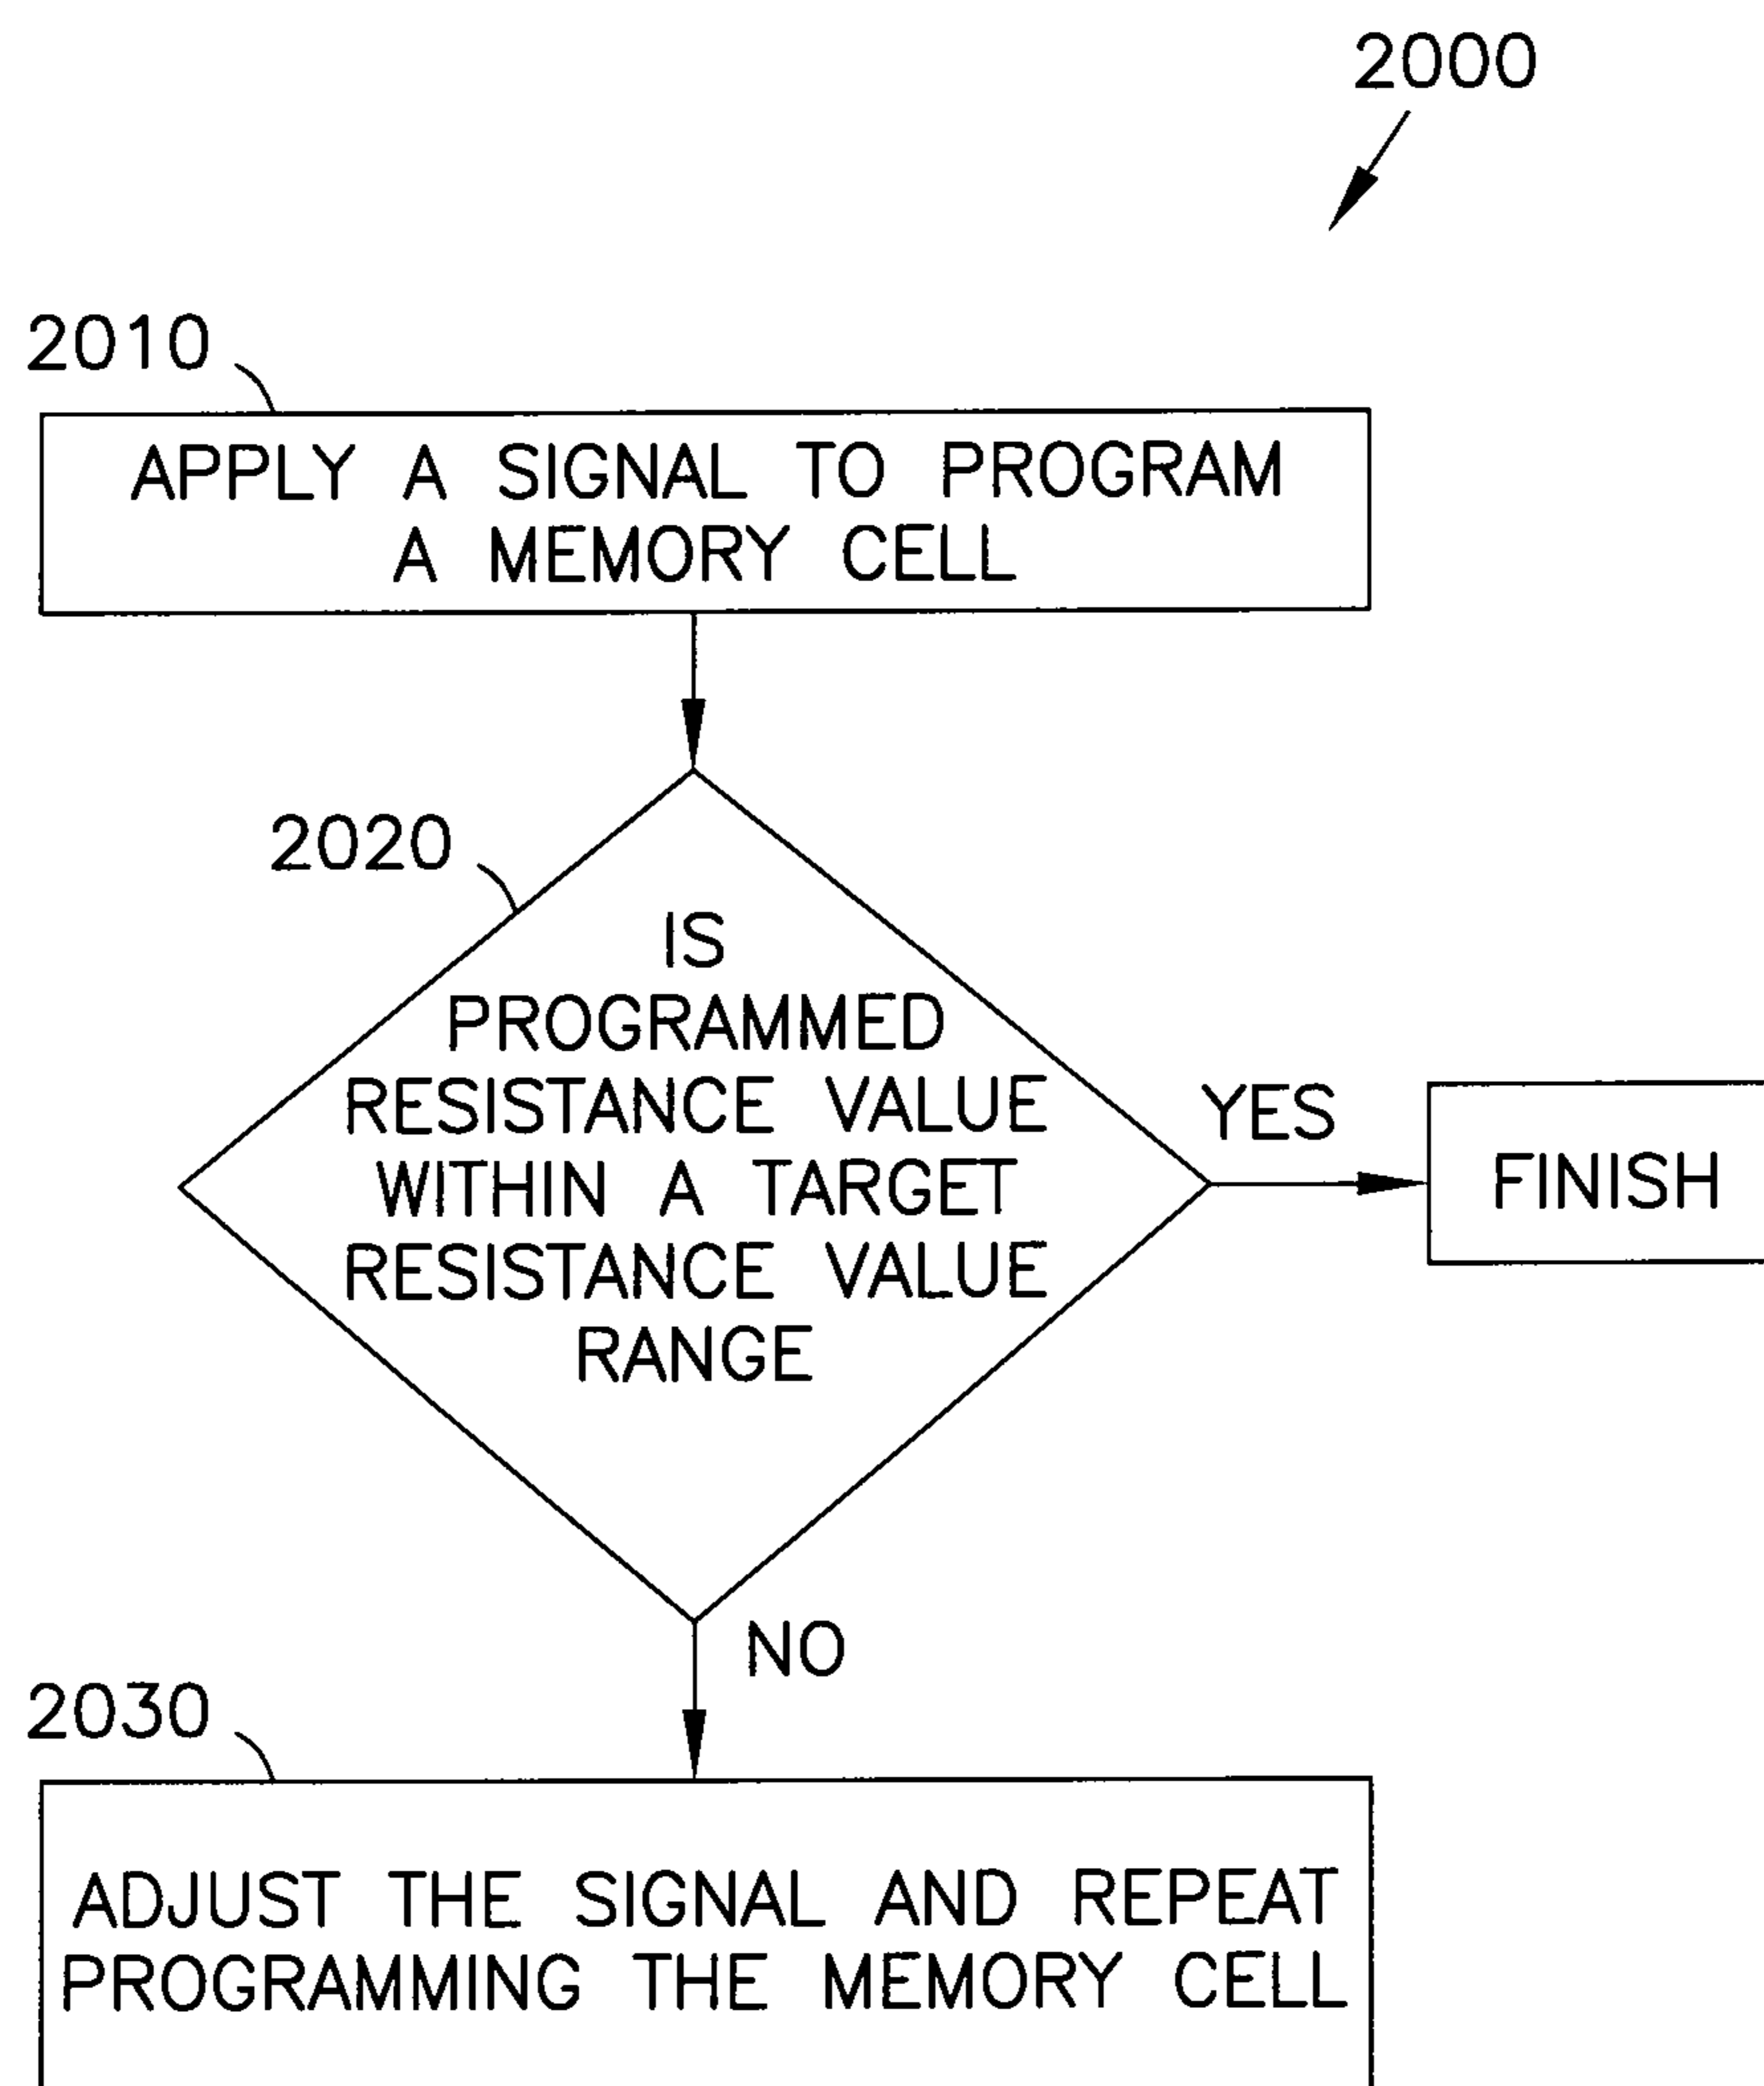 2000
2010
APPLY A SIGNAL TO PROGRAM
A MEMORY CELL
2020
IS
PROGRAMMED
RESISTANCE VALUE
WITHIN A TARGET
RESISTANCE VALUE
RANGE
YES
FINISH
NO
2030
ADJUST THE SIGNAL AND REPEAT
PROGRAMMING THE MEMORY CELL